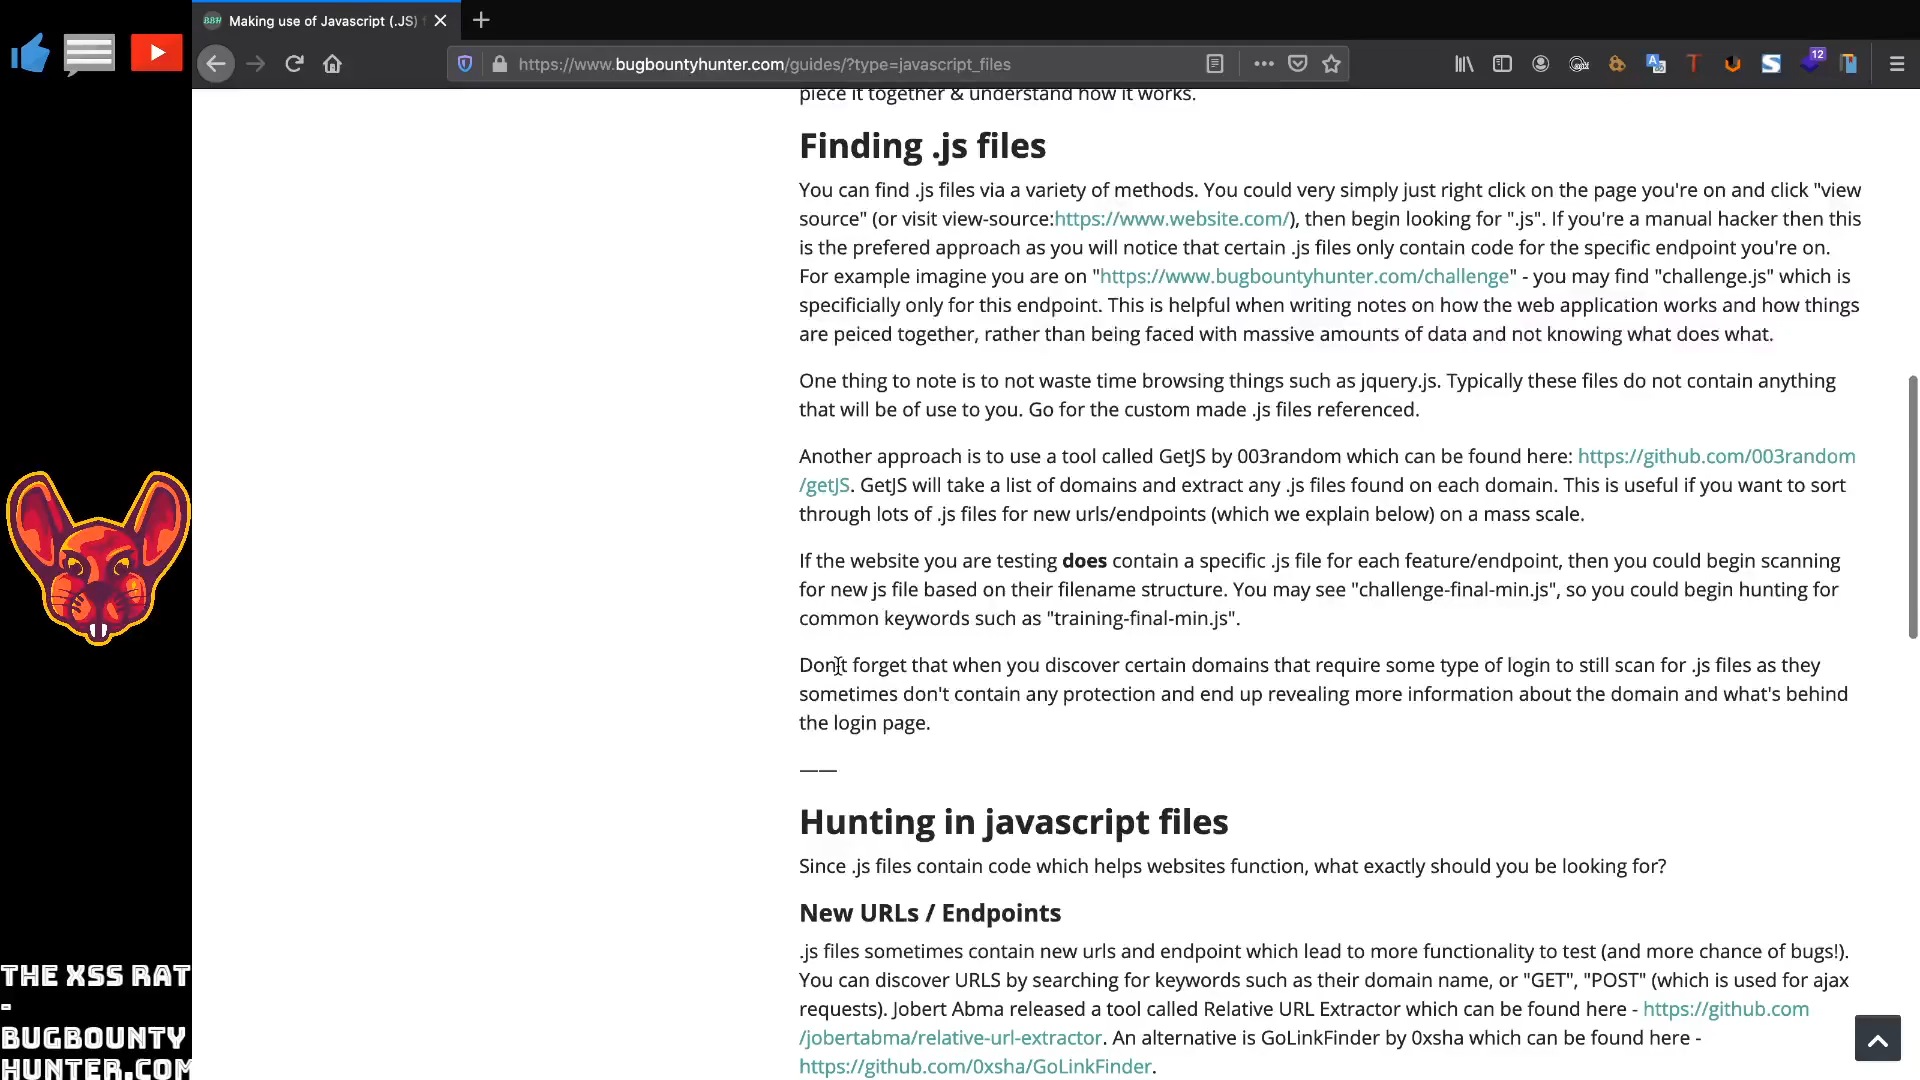 BBH Making use of Javascript (.JS) f
https://www.bugbountyhunter.com/guides/?type=javascript_files
12
piece it together & understand how it works.
Finding .js files
You can find .js files via a variety of methods. You could very simply just right click on the page you're on and click "view
source" (or visit view-source:https://www.website.com/), then begin looking for ".js". If you're a manual hacker then this
is the prefered approach as you will notice that certain .js files only contain code for the specific endpoint you're on.
For example imagine you are on "https://www.bugbountyhunter.com/challenge" - you may find "challenge.js" which is
specificially only for this endpoint. This is helpful when writing notes on how the web application works and how things
are peiced together, rather than being faced with massive amounts of data and not knowing what does what.
One thing to note is to not waste time browsing things such as jquery.js. Typically these files do not contain anything
that will be of use to you. Go for the custom made .js files referenced.
Another approach is to use a tool called GetJS by 003random which can be found here: https://github.com/003random
/getJS. GetJS will take a list of domains and extract any .js files found on each domain. This is useful if you want to sort
through lots of .js files for new urls/endpoints (which we explain below) on a mass scale.
If the website you are testing does contain a specific .js file for each feature/endpoint, then you could begin scanning
for new js file based on their filename structure. You may see "challenge-final-min.js", so you could begin hunting for
common keywords such as "training-final-min.js".
Don't forget that when you discover certain domains that require some type of login to still scan for .js files as they
sometimes don't contain any protection and end up revealing more information about the domain and what's behind
the login page.
——
Hunting in javascript files
Since .js files contain code which helps websites function, what exactly should you be looking for?
New URLs / Endpoints
.js files sometimes contain new urls and endpoint which lead to more functionality to test (and more chance of bugs!).
You can discover URLS by searching for keywords such as their domain name, or "GET", "POST" (which is used for ajax
requests). Jobert Abma released a tool called Relative URL Extractor which can be found here - https://github.com
/jobertabma/relative-url-extractor. An alternative is GoLinkFinder by 0xsha which can be found here -
https://github.com/0xsha/GoLinkFinder.
THE XSS RAT
-
BUGBOUNTY
HUNTER.COM